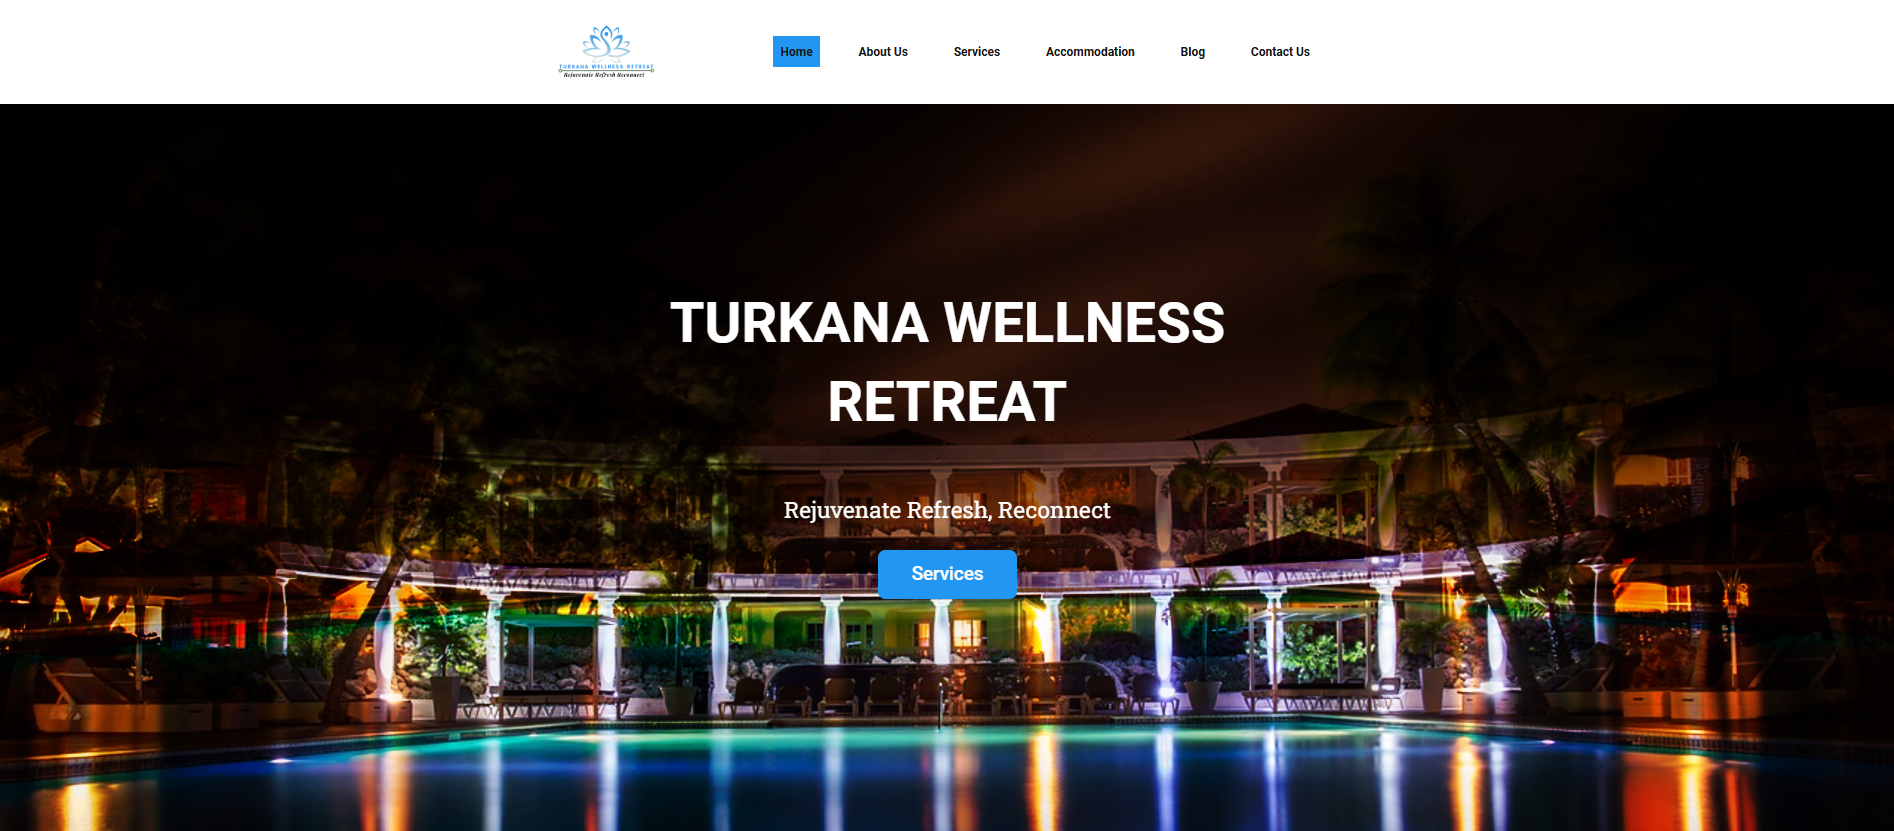 TURKANA WELLNESS RETREAT
Rejuvenate Refresh Reconnect
Home
About Us
Services
Accommodation
Blog
Contact Us
TURKANA WELLNESS
RETREAT
Rejuvenate Refresh, Reconnect
Services